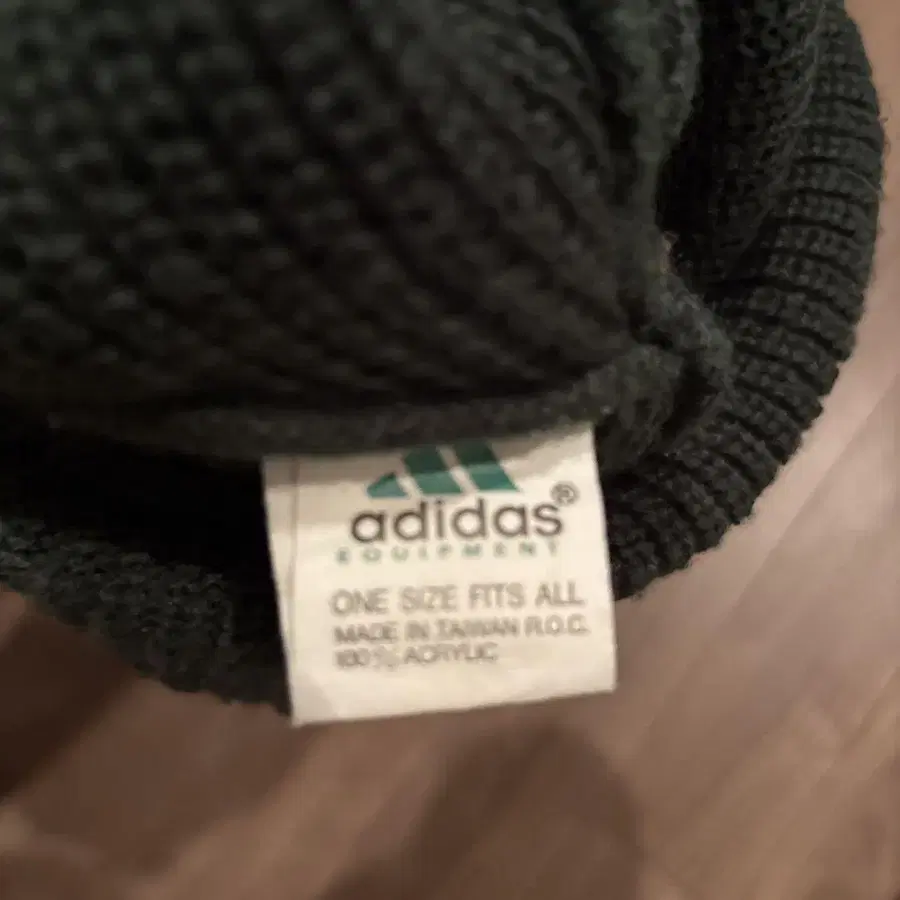 adidas®
EQUIPMENT
ONE SIZE FITS ALL
MADE IN TAIWAN R.O.C.
100% ACRYLIC